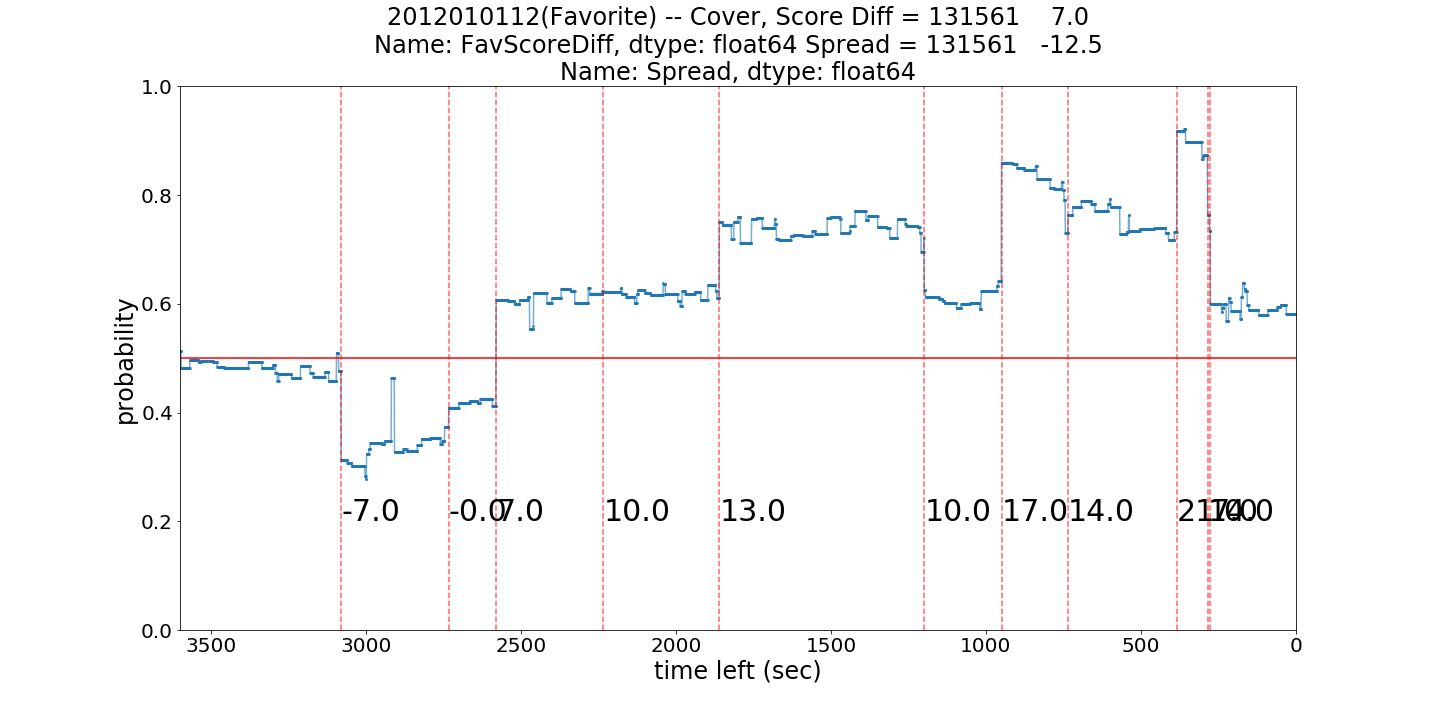 2012010112(Favorite) -- Cover, Score Diff = 131561    7.0
Name: FavScoreDiff, dtype: float64 Spread = 131561   -12.5
Name: Spread, dtype: float64
probability
1.0
0.8
0.6
0.4
0.2
0.0
-7.0 -0.0 7.0 10.0 13.0 10.0 17.0 14.0
3500 3000 2500 2000 1500 1000 500 0
time left (sec)